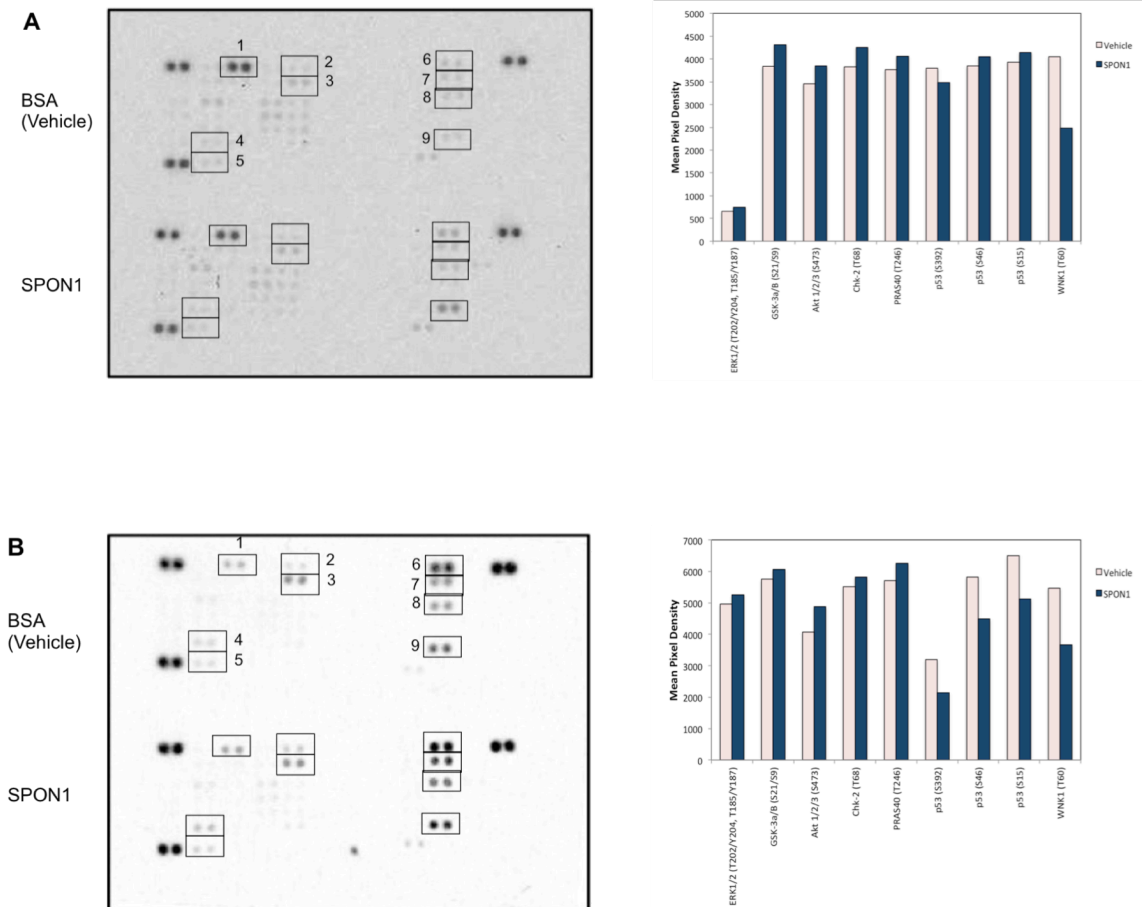 A
1
2
3
6
7
8
9
4
5
BSA
(Vehicle)
SPON1
Mean Pixel Density
5000
4500
4000
3500
3000
2500
2000
1500
1000
500
0
Vehicle
SPON1
ERK1/2 (T202/Y204, T185/Y187)
GSK-3a/B (S21/S9)
Akt 1/2/3 (S473)
Chk-2 (T68)
PRAS40 (T246)
p53 (S392)
p53 (S46)
p53 (S15)
WNK1 (T60)
B
1
2
3
6
7
8
9
4
5
BSA
(Vehicle)
SPON1
Mean Pixel Density
7000
6000
5000
4000
3000
2000
1000
0
Vehicle
SPON1
ERK1/2 (T202/Y204, T185/Y187)
GSK-3a/B (S21/S9)
Akt 1/2/3 (S473)
Chk-2 (T68)
PRAS40 (T246)
p53 (S392)
p53 (S46)
p53 (S15)
WNK1 (T60)